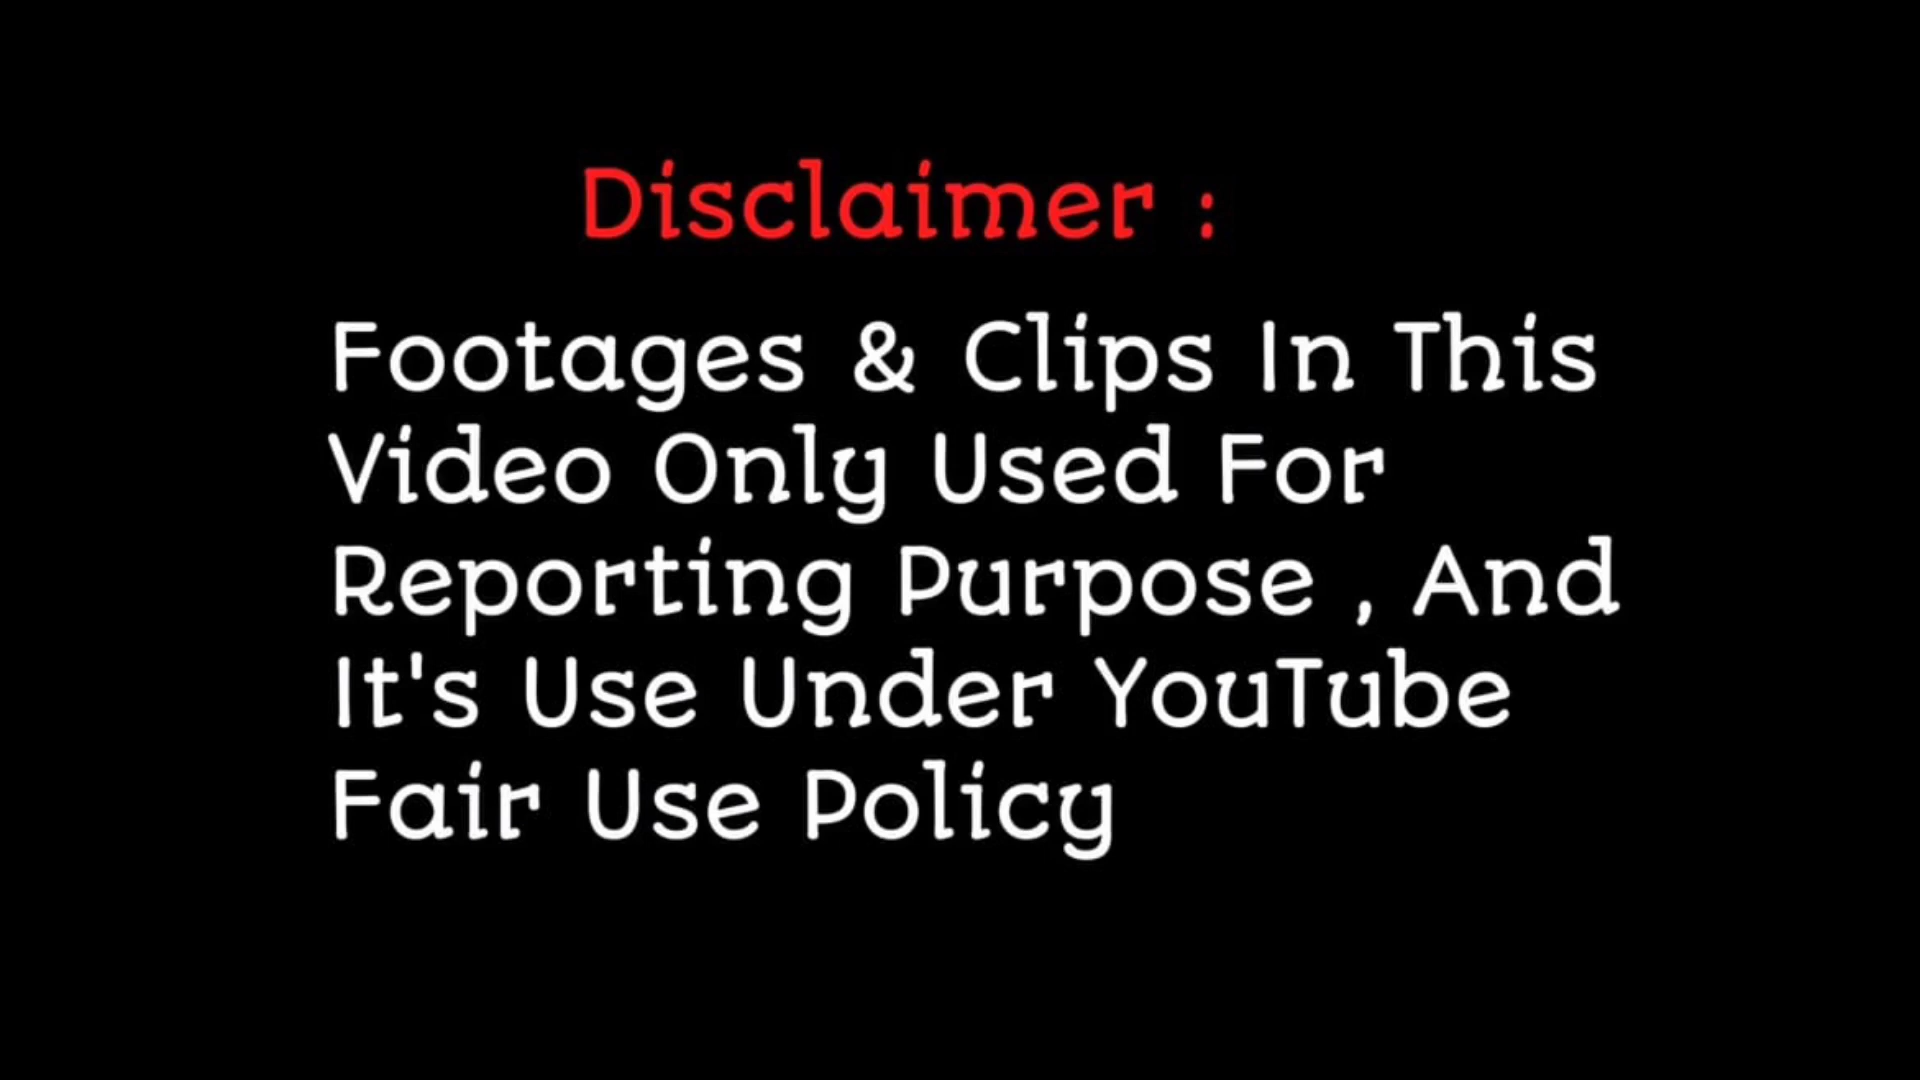 Disclaimer :
Footages & Clips In This
Video Only Used For
Reporting Purpose , And
It's Use Under YouTube
Fair Use Policy